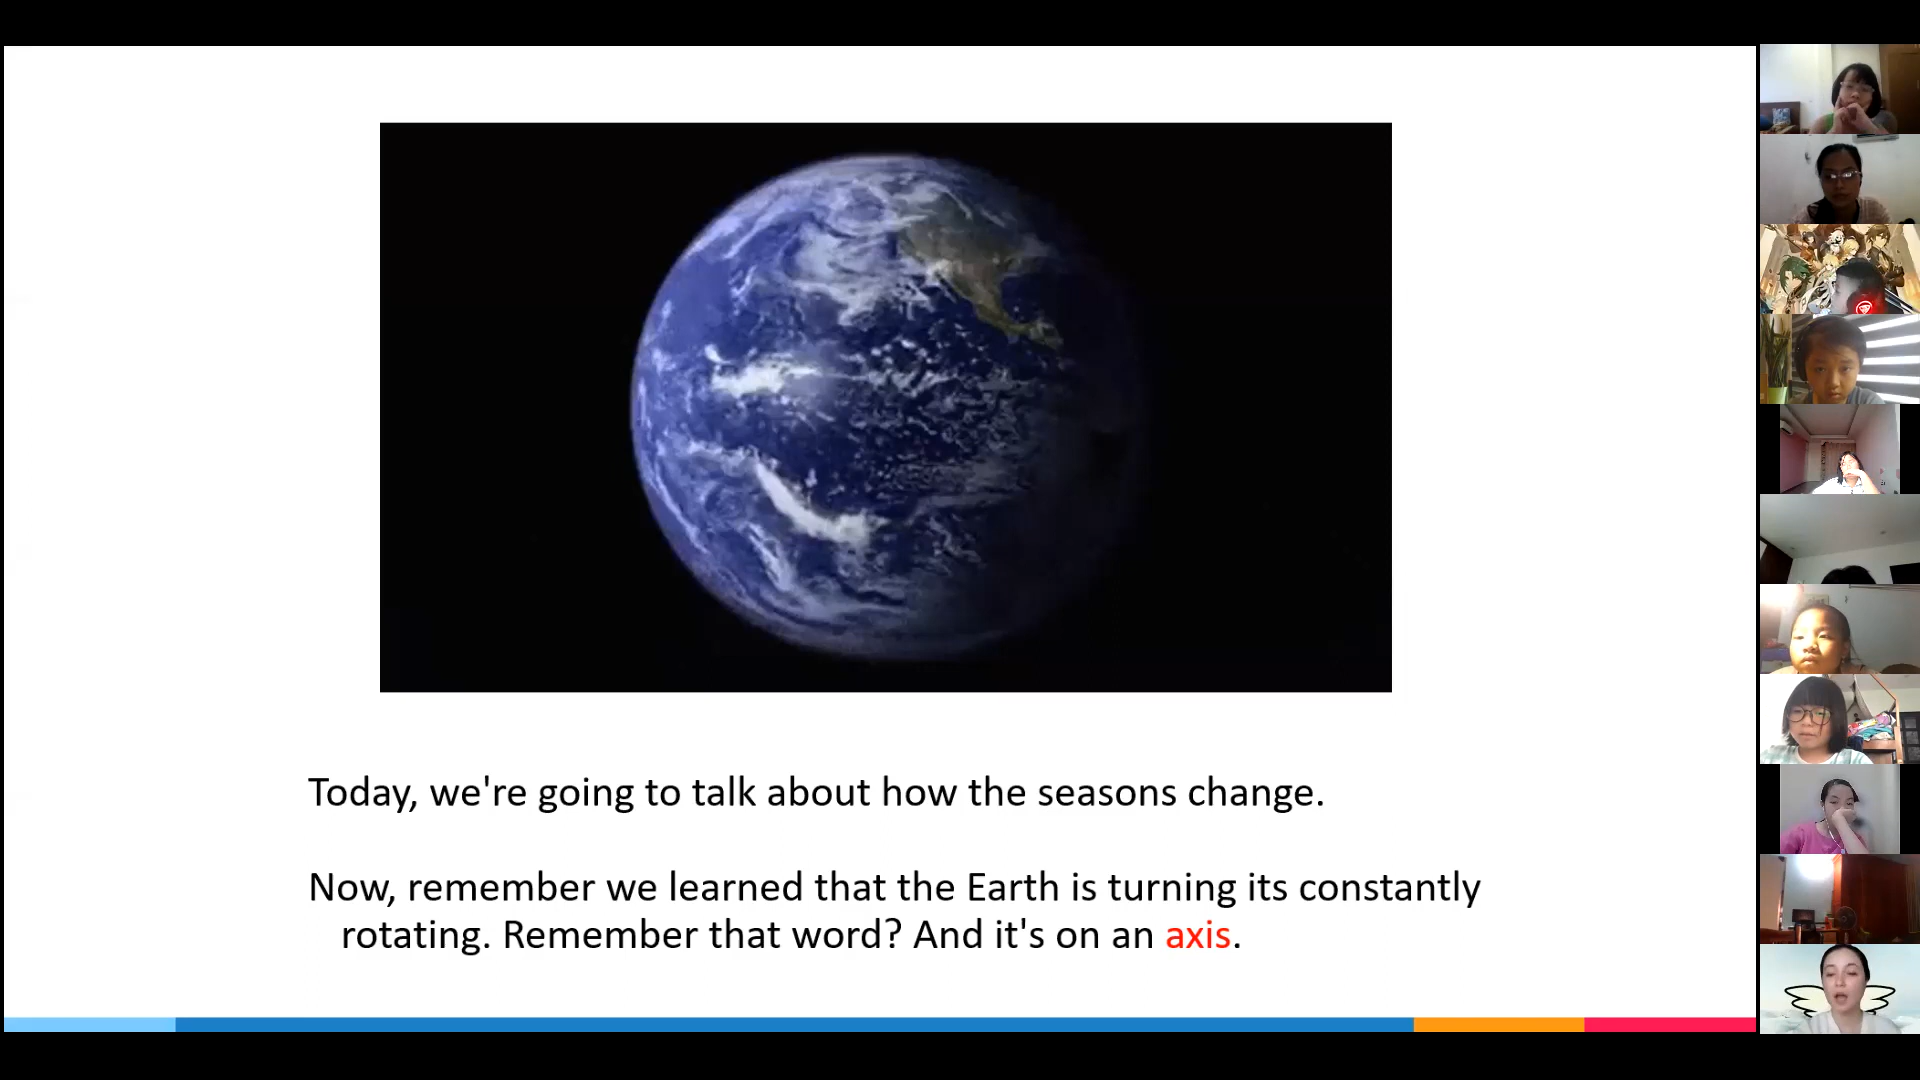 Today, we're going to talk about how the seasons change.
Now, remember we learned that the Earth is turning its constantly
rotating. Remember that word? And it's on an axis.